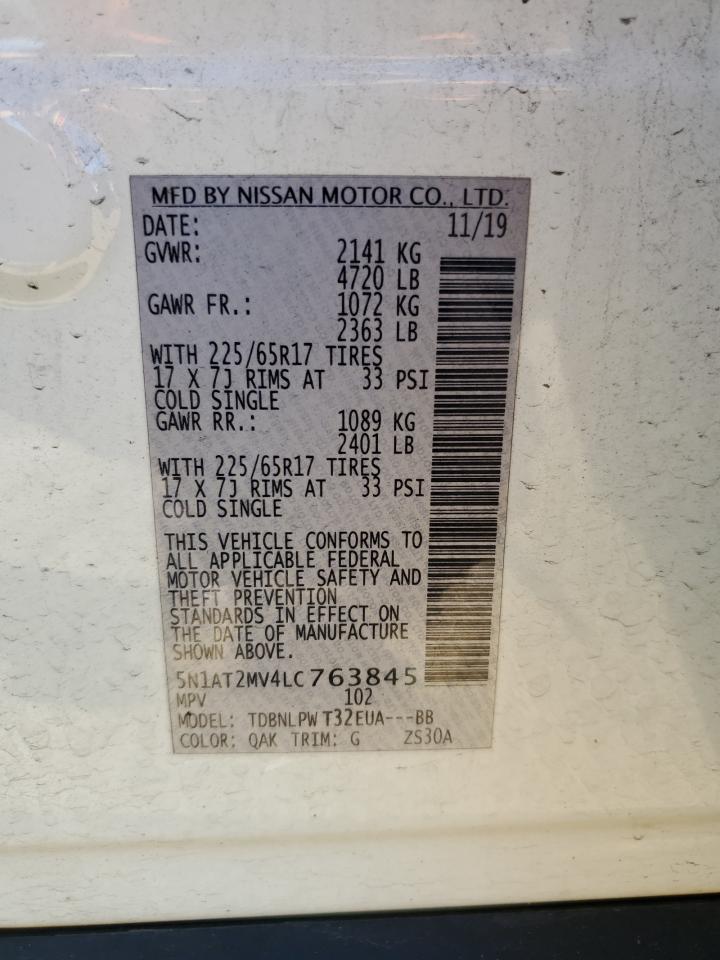 MFD BY NISSAN MOTOR CO., LTD.
DATE: 11/19
GVWR: 2141 KG
4720 LB
GAWR FR.: 1072 KG
2363 LB
WITH 225/65R17 TIRES
17 X 7J RIMS AT 33 PSI
COLD SINGLE
GAWR RR.: 1089 KG
2401 LB
WITH 225/65R17 TIRES
17 X 7J RIMS AT 33 PSI
COLD SINGLE
THIS VEHICLE CONFORMS TO
ALL APPLICABLE FEDERAL
MOTOR VEHICLE SAFETY AND
THEFT PREVENTION
STANDARDS IN EFFECT ON
THE DATE OF MANUFACTURE
SHOWN ABOVE.
5N1AT2MV4LC763845
MPV 102
MODEL: TDBNLPW T32EUA---BB
COLOR: QAK TRIM: G ZS30A